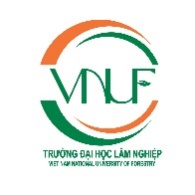 VNUF
TRƯỜNG ĐẠI HỌC LÂM NGHIỆP
VIET NAM NATIONAL UNIVERSITY OF FORESTRY